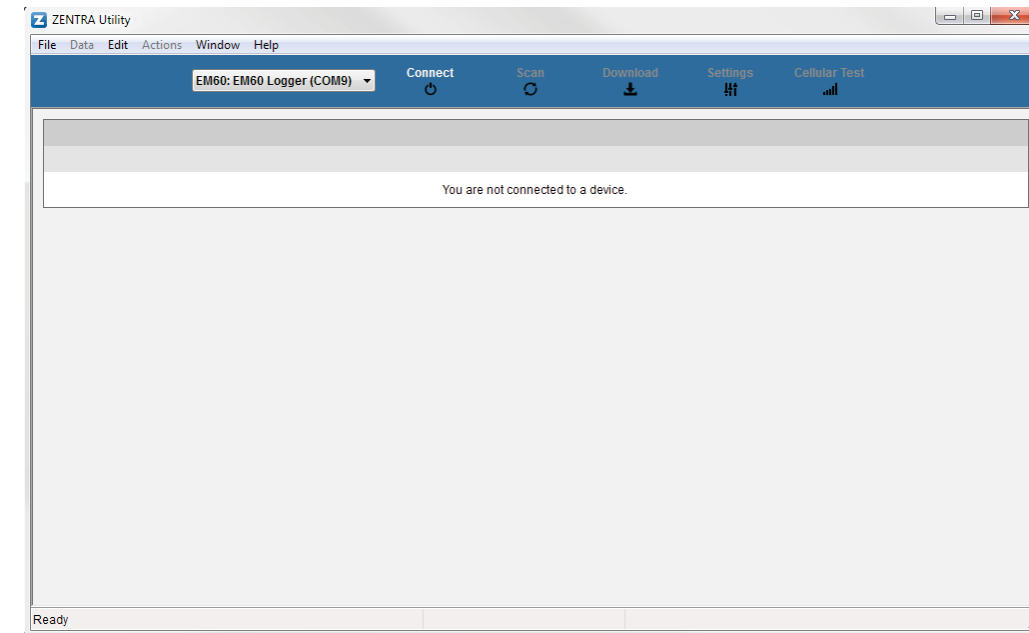 ZENTRA Utility
File Data Edit Actions Window Help
EM60: EM60 Logger (COM9) Connect Scan Download Settings Cellular Test
You are not connected to a device.
Ready